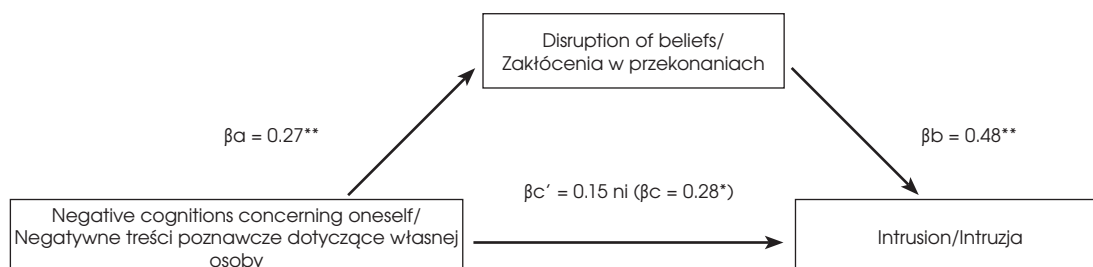 Disruption of beliefs/
Zakłócenia w przekonaniach
βa = 0.27**
βb = 0.48**
βc′ = 0.15 ni (βc = 0.28*)
Negative cognitions concerning oneself/
Negatywne treści poznawcze dotyczące własnej
osoby
Intrusion/Intruzja